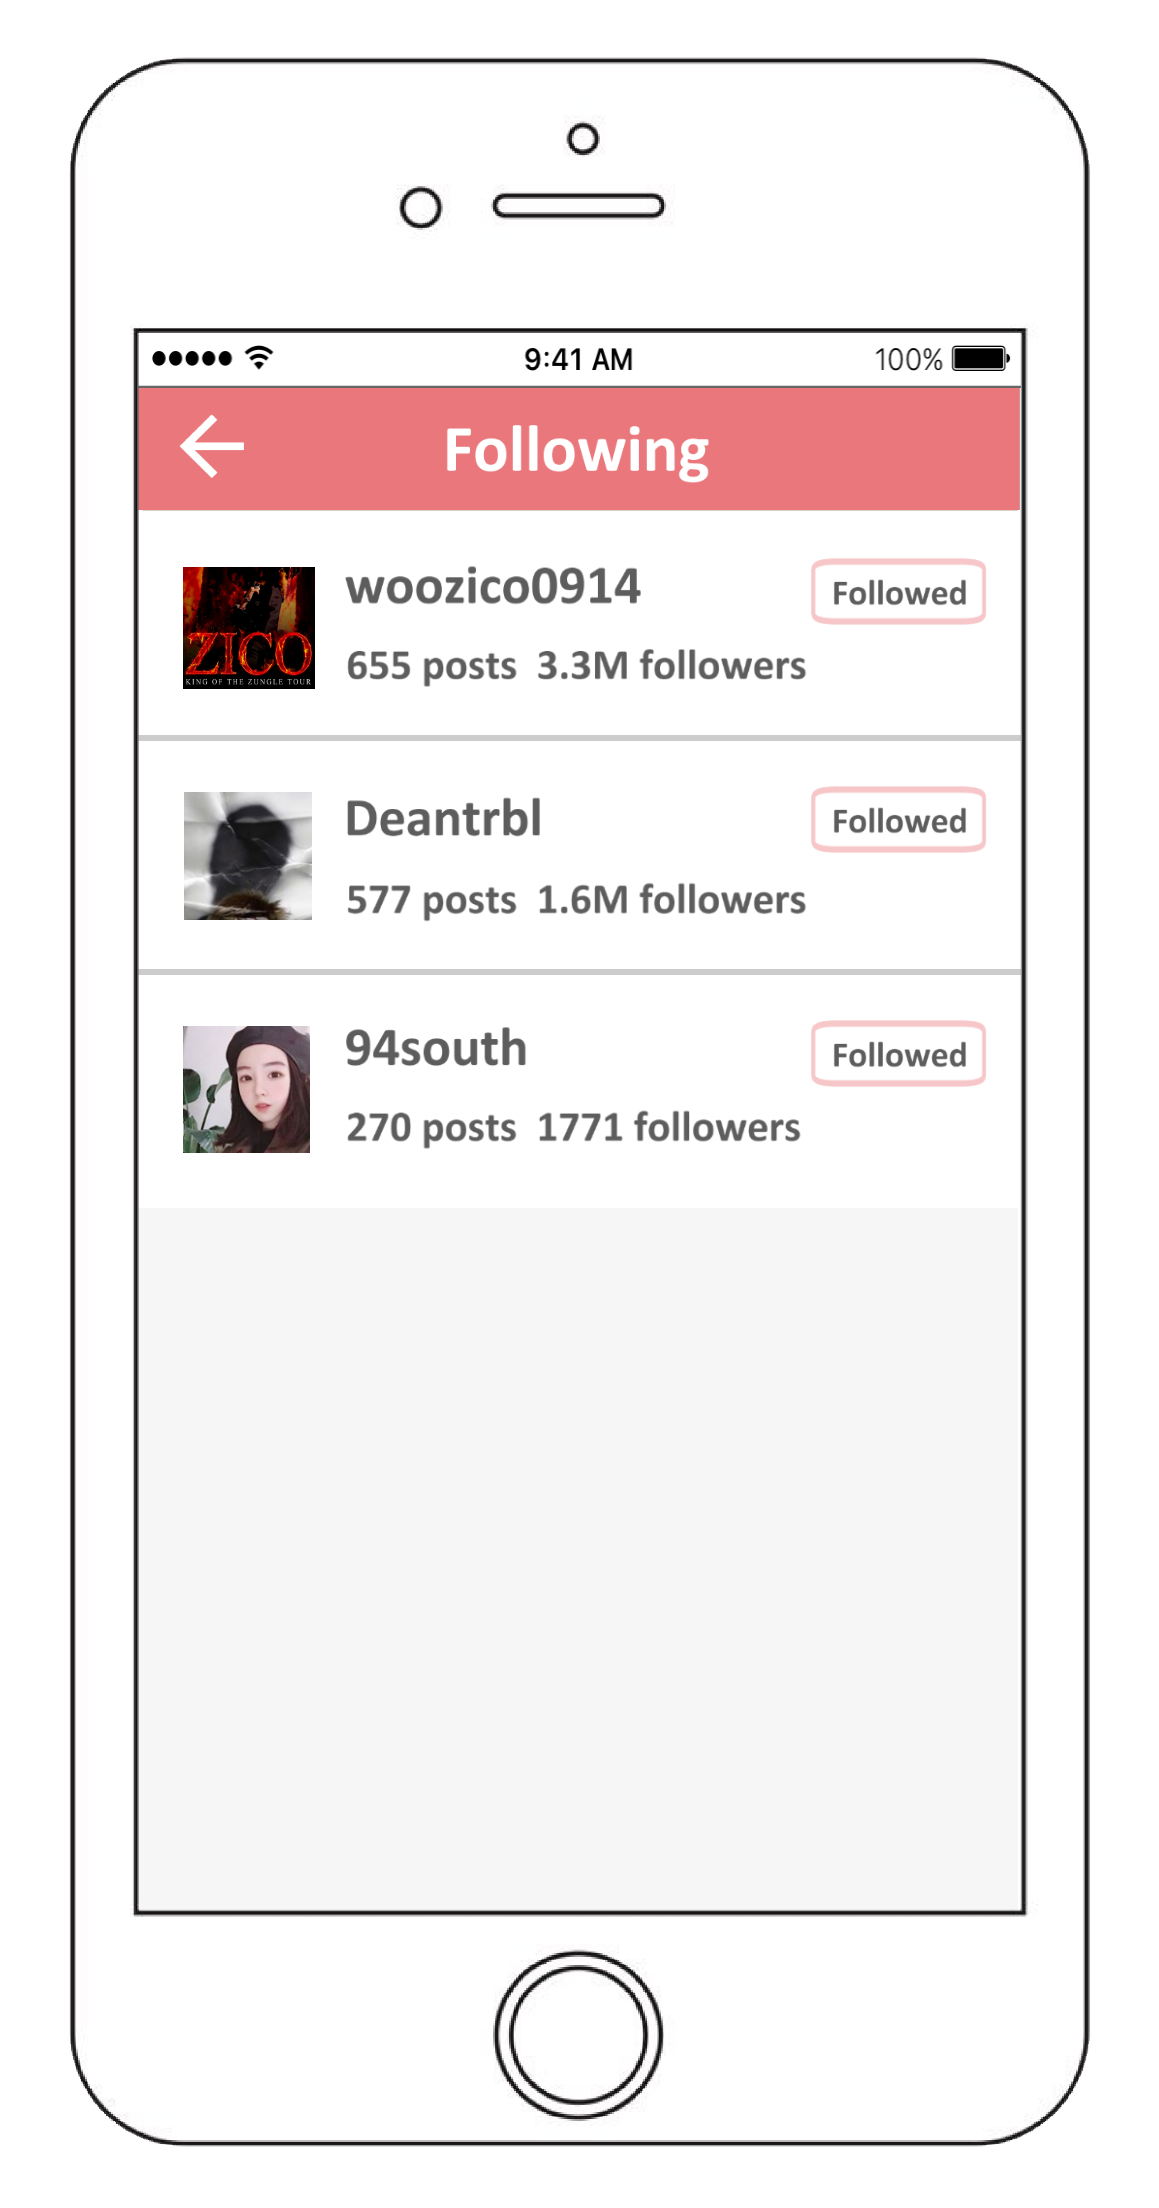 9:41 AM 100%
Following
woozico0914
Followed
655 posts 3.3M followers
ZICO
KING OF THE ZUNGLE TOUR
Deantrbl
Followed
577 posts 1.6M followers
94south
Followed
270 posts 1771 followers